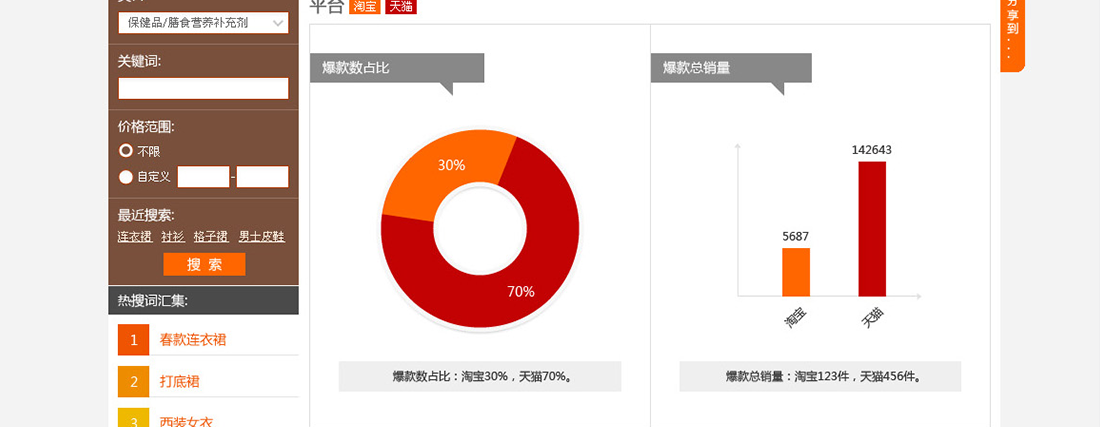 保健品/膳食营养补充剂
关键词:
价格范围:
不限
自定义
-
最近搜索:
连衣裙 衬衫 格子裙 男士皮鞋
搜 索
热搜词汇集:
1 春款连衣裙
2 打底裙
3 西装女衣
平台 淘宝 天猫
爆款数占比
30%
70%
爆款数占比：淘宝30%，天猫70%。
爆款总销量
142643
5687
淘宝
天猫
爆款总销量：淘宝123件，天猫456件。
享
到
: